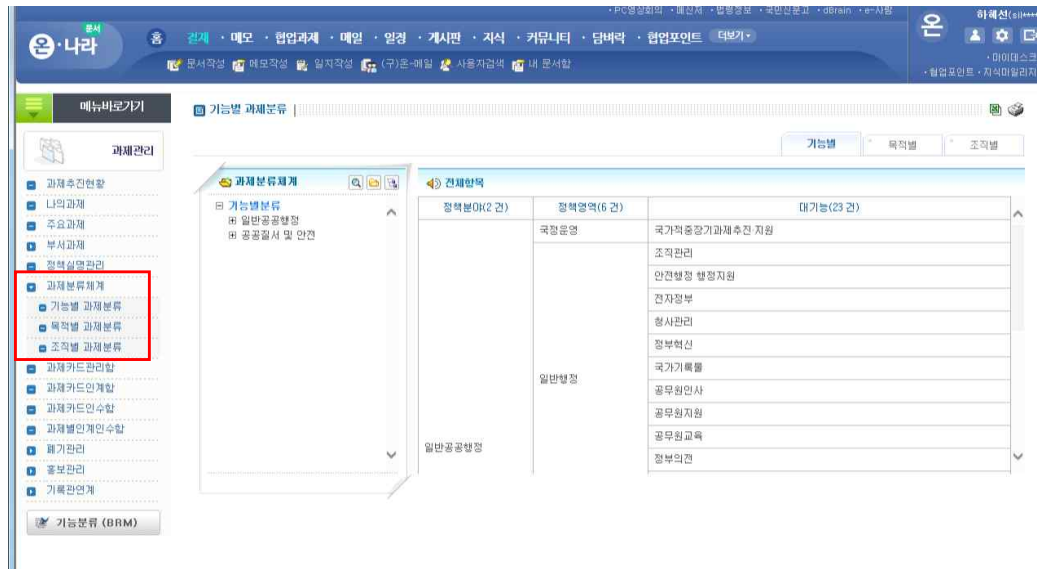 ·PC영상회의 ·메신저 ·법령정보 ·국민신문고 ·dBrain ·e-사람
문서
온·나라
홈
결재 ·메모 ·협업과제 ·메일 ·일정 ·게시판 ·지식 ·커뮤니티 ·담벼락 ·협업포인트 더보기
문서작성 메모작성 일지작성 (구)온-메일 사용자검색 내 문서함
온
하혜선
·마이데스크
·협업포인트 ·지식마일리지
메뉴바로가기
과제관리
과제추진현황
나의과제
주요과제
부서과제
정책실명관리
과제분류체계
기능별 과제분류
목적별 과제분류
조직별 과제분류
과제카드관리함
과제카드인계함
과제카드인수함
과제별인계인수함
폐기관리
홍보관리
기록관연계
기능분류 (BRM)
기능별 과제분류
기능별 목적별 조직별
과제분류체계
기능별분류
일반공공행정
공공질서 및 안전
전체항목
정책분야(2 건) 정책영역(6 건) 대기능(23 건)
국정운영 국가적중장기과제추진·지원
조직관리
안전행정 행정지원
전자정부
청사관리
정부혁신
국가기록물
일반행정
공무원인사
공무원지원
공무원교육
일반공공행정
정부의전